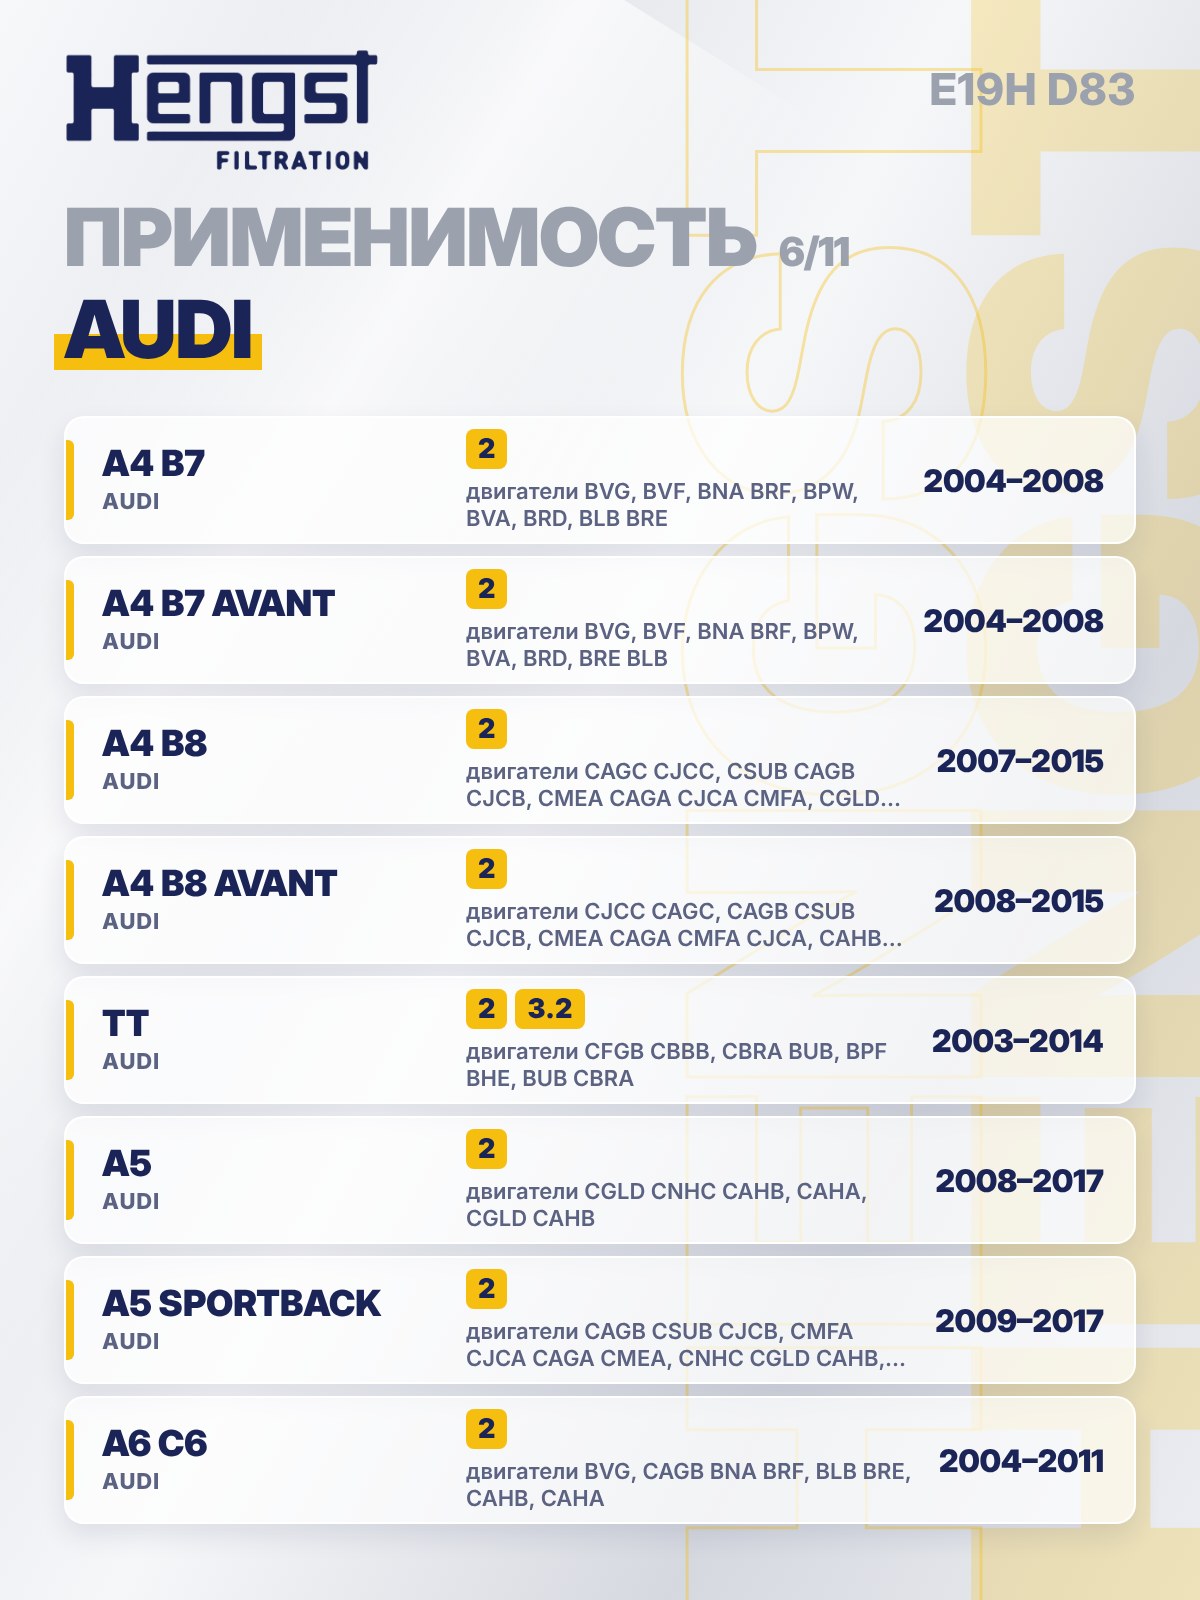 Hengst
FILTRATION
E19H D83
ПРИМЕНИМОСТЬ 6/11
AUDI
A4 B7
AUDI
2
двигатели BVG, BVF, BNA BRF, BPW,
BVA, BRD, BLB BRE
2004–2008
A4 B7 AVANT
AUDI
2
двигатели BVG, BVF, BNA BRF, BPW,
BVA, BRD, BRE BLB
2004–2008
A4 B8
AUDI
2
двигатели CAGC CJCC, CSUB CAGB
CJCB, CMEA CAGA CJCA CMFA, CGLD...
2007–2015
A4 B8 AVANT
AUDI
2
двигатели CJCC CAGC, CAGB CSUB
CJCB, CMEA CAGA CMFA CJCA, CAHB...
2008–2015
TT
AUDI
2 3.2
двигатели CFGB CBBB, CBRA BUB, BPF
BHE, BUB CBRA
2003–2014
A5
AUDI
2
двигатели CGLD CNHC CAHB, CAHA,
CGLD CAHB
2008–2017
A5 SPORTBACK
AUDI
2
двигатели CAGB CSUB CJCB, CMFA
CJCA CAGA CMEA, CNHC CGLD CAHB,...
2009–2017
A6 C6
AUDI
2
двигатели BVG, CAGB BNA BRF, BLB BRE,
CAHB, CAHA
2004–2011
HENGST
HENGST